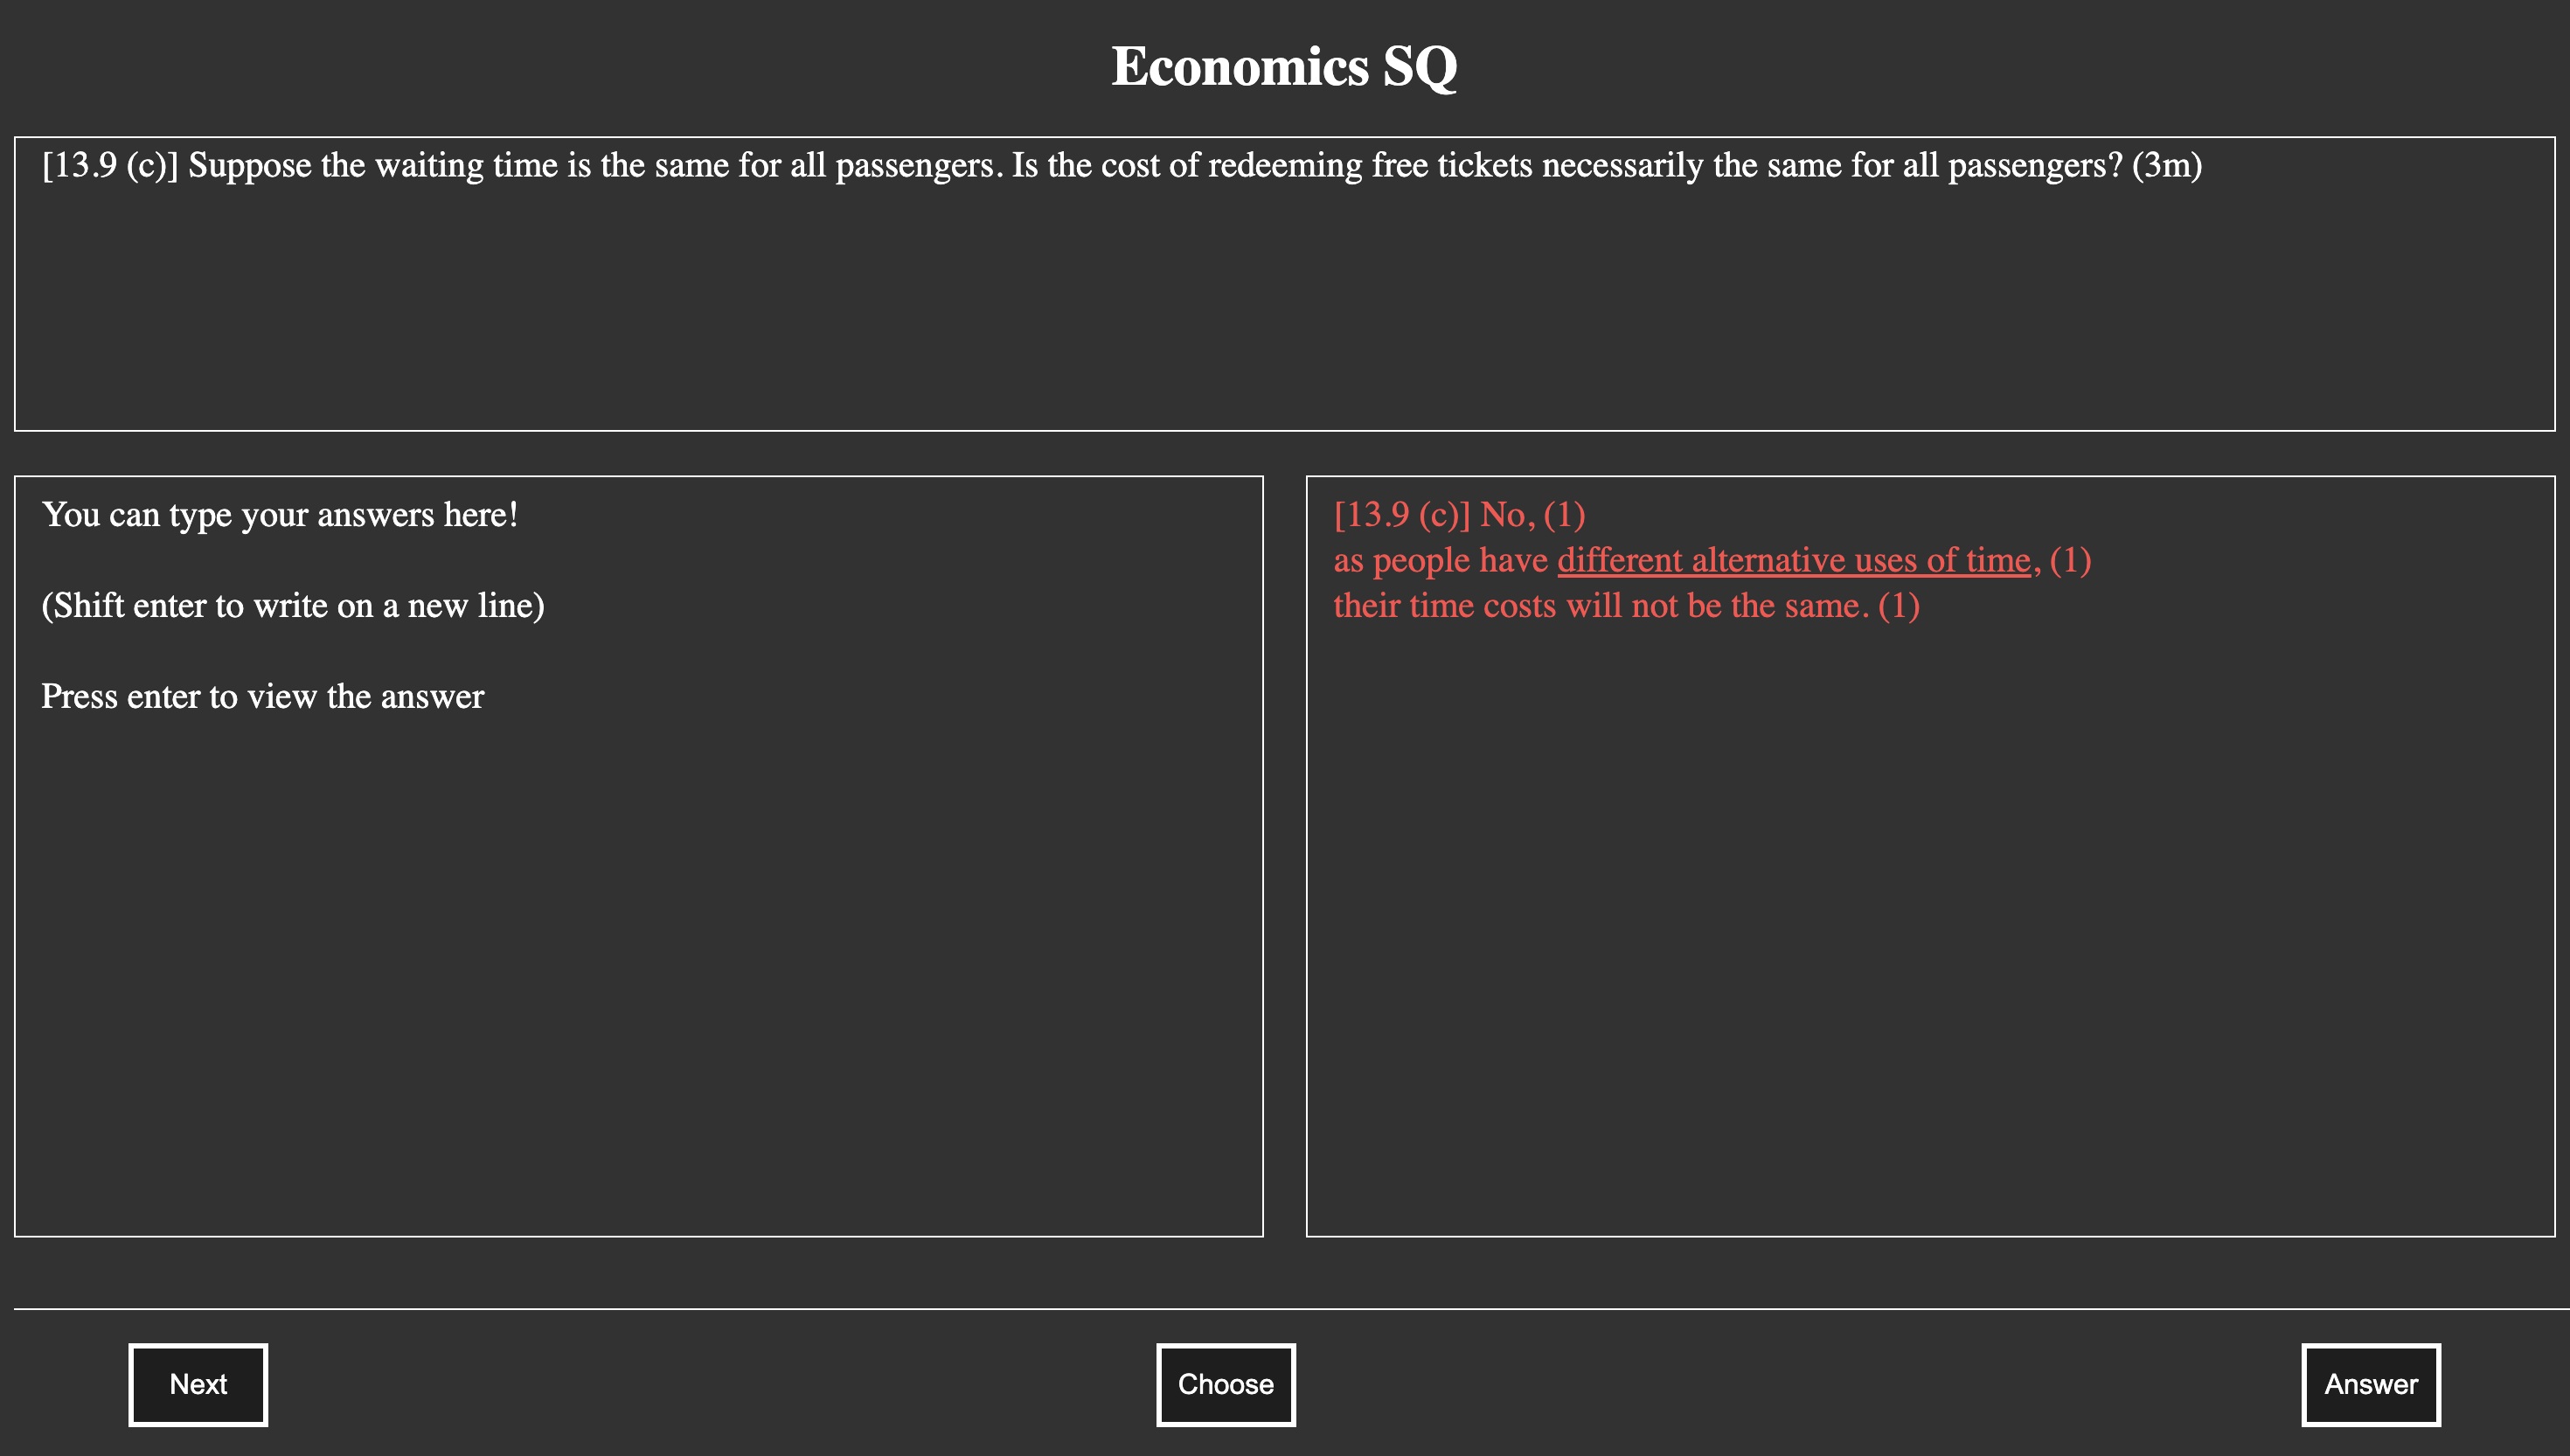 Economics SQ
[13.9 (c)] Suppose the waiting time is the same for all passengers. Is the cost of redeeming free tickets necessarily the same for all passengers? (3m)
You can type your answers here!
(Shift enter to write on a new line)
Press enter to view the answer
[13.9 (c)] No, (1)
as people have different alternative uses of time, (1)
their time costs will not be the same. (1)
Next
Choose
Answer